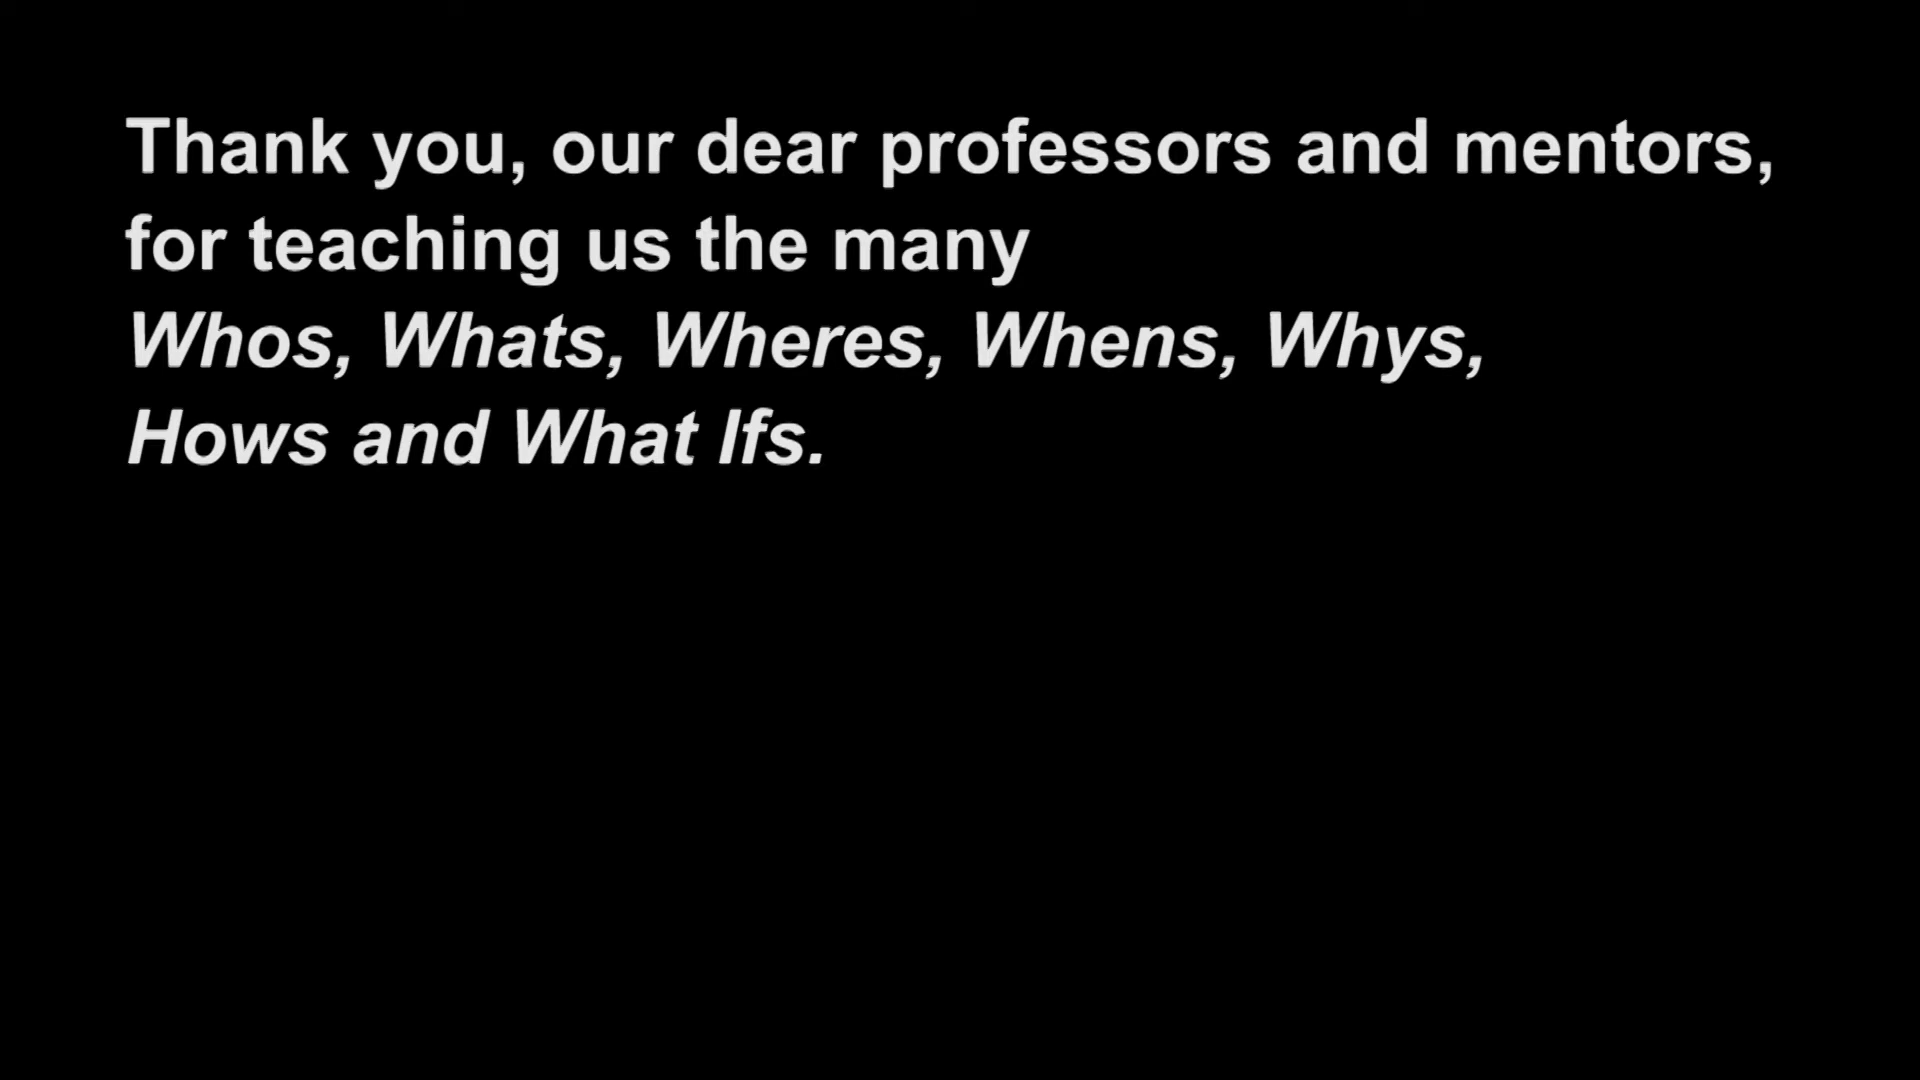 Thank you, our dear professors and mentors,
for teaching us the many
Whos, Whats, Wheres, Whens, Whys,
Hows and What Ifs.